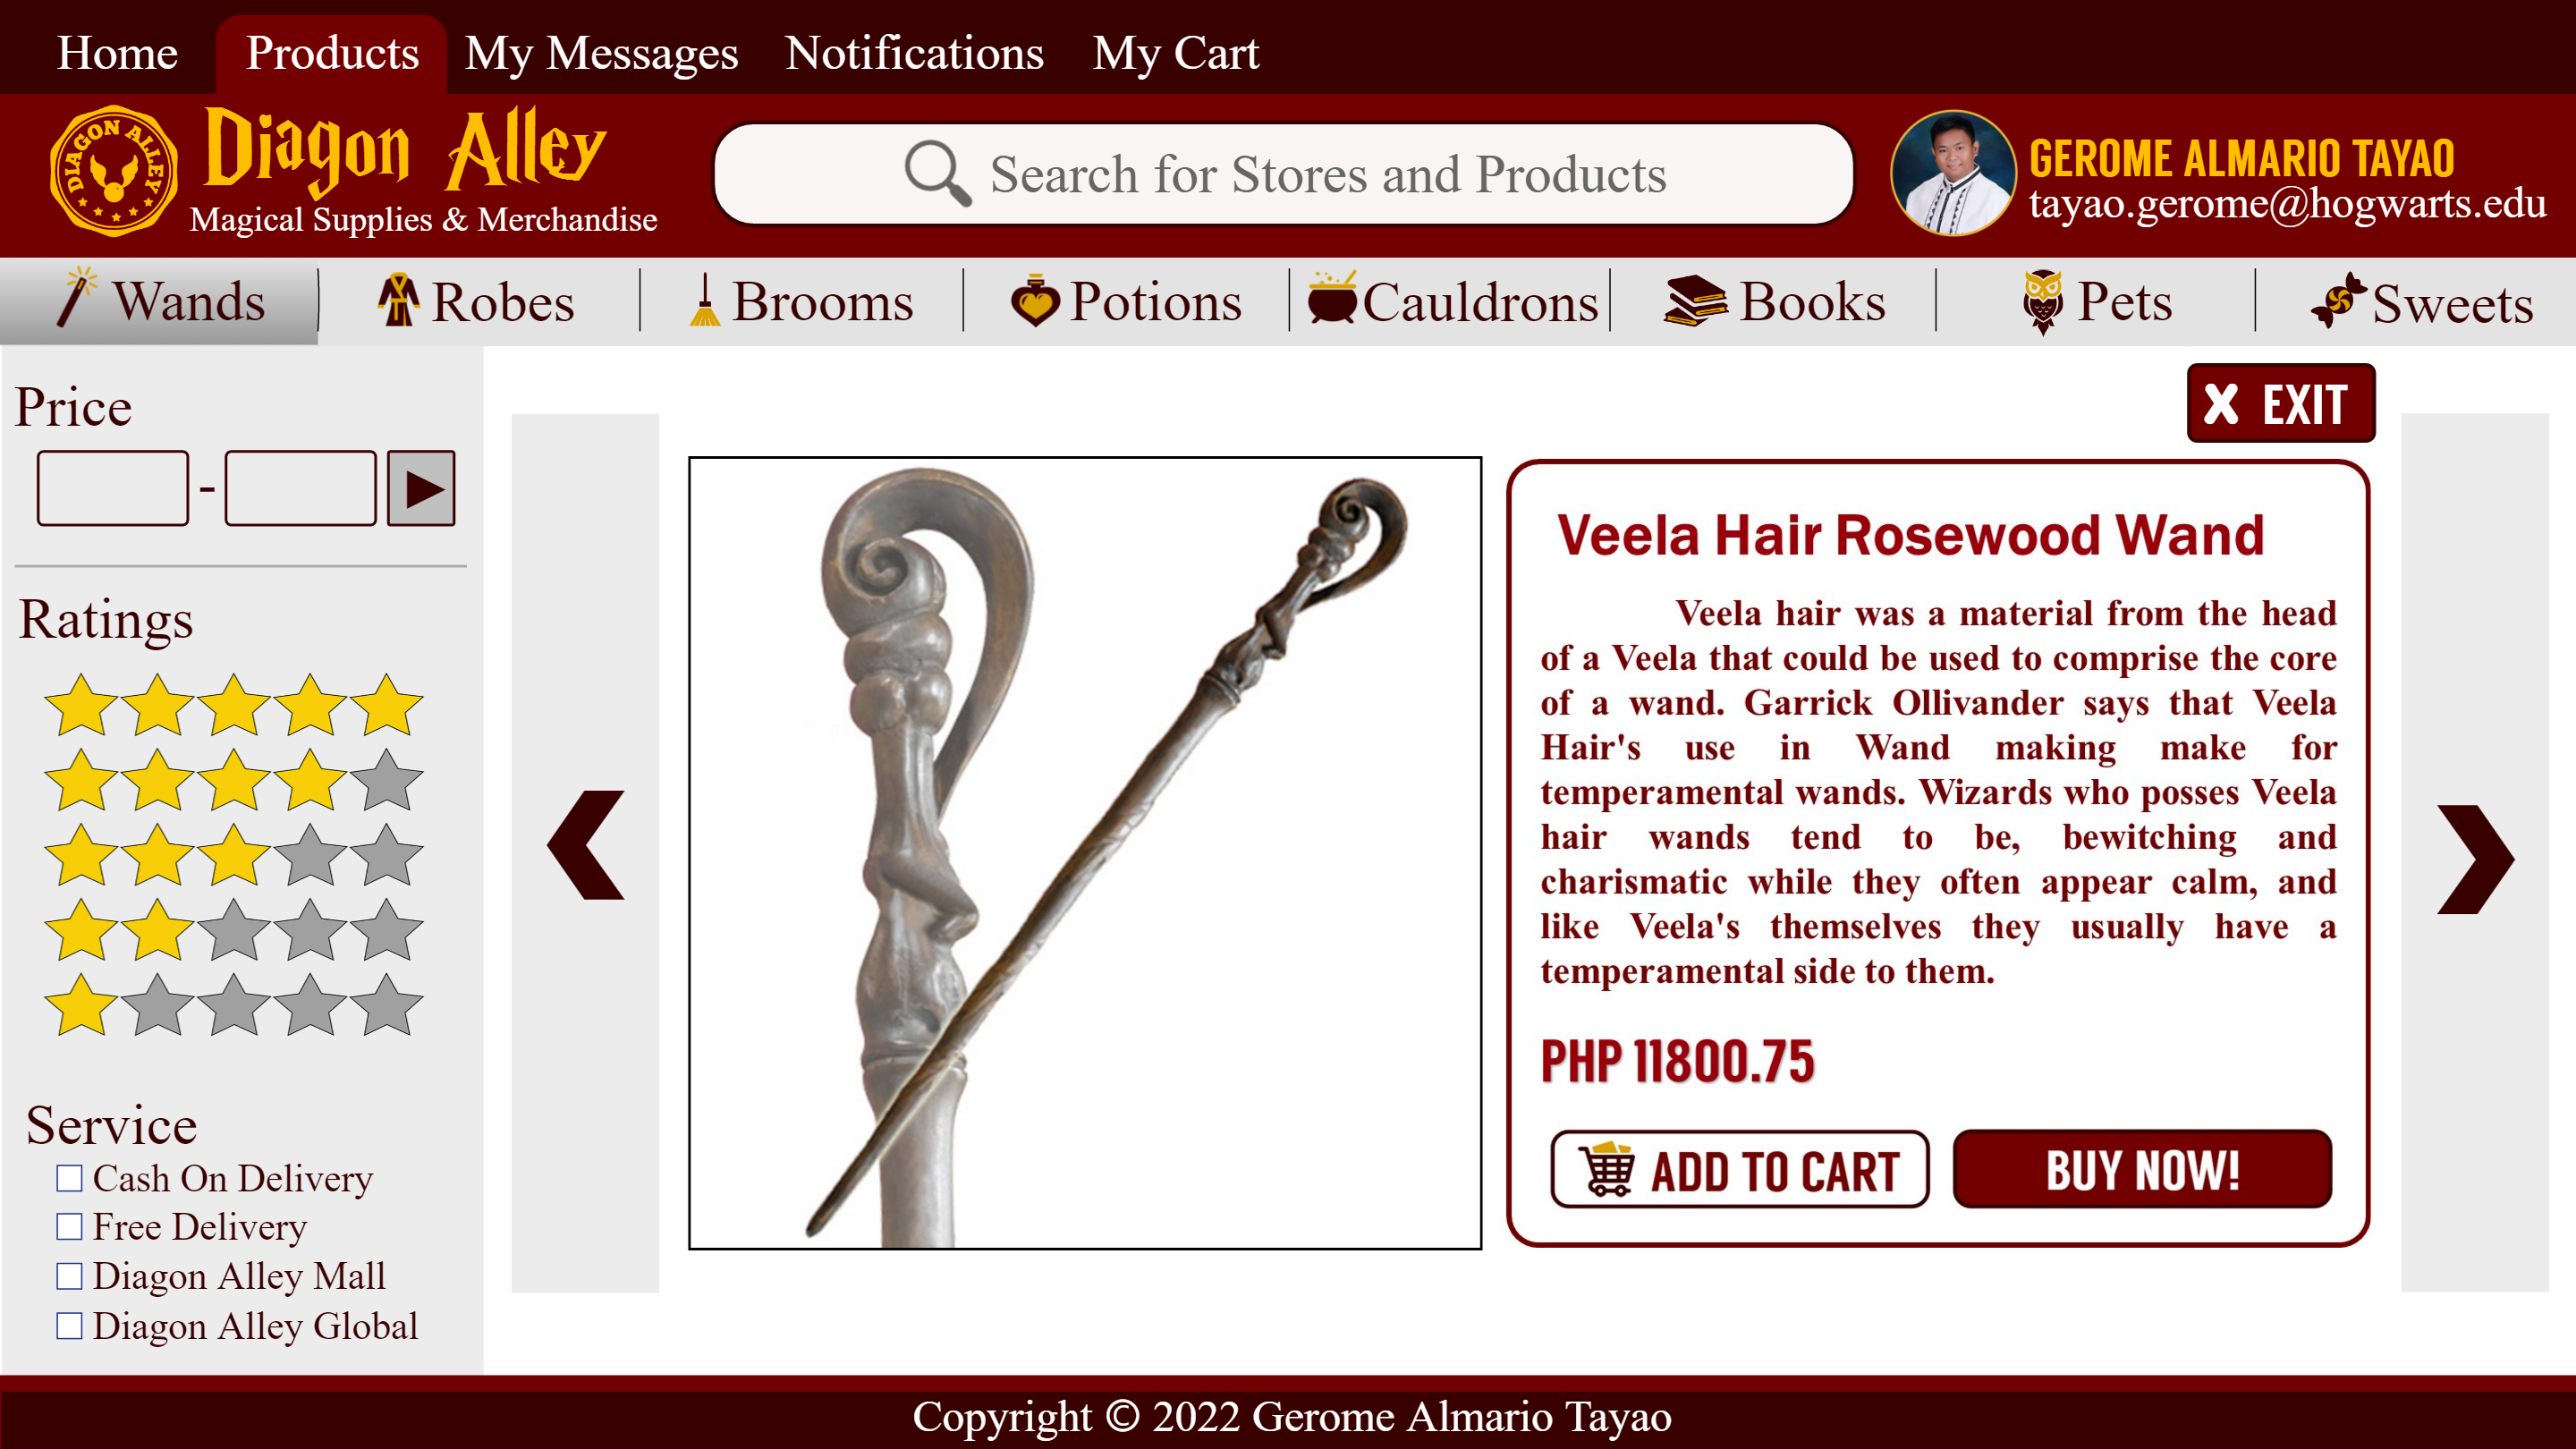 Home Products My Messages Notifications My Cart
DIAGON ALLEY
Diagon Alley
Magical Supplies & Merchandise
Search for Stores and Products
GEROME ALMARIO TAYAO
tayao.gerome@hogwarts.edu
Wands Robes Brooms Potions Cauldrons Books Pets Sweets
Price
-
Ratings
Service
Cash On Delivery
Free Delivery
Diagon Alley Mall
Diagon Alley Global
X EXIT
Veela Hair Rosewood Wand
Veela hair was a material from the head
of a Veela that could be used to comprise the core
of a wand. Garrick Ollivander says that Veela
Hair's use in Wand making make for
temperamental wands. Wizards who posses Veela
hair wands tend to be, bewitching and
charismatic while they often appear calm, and
like Veela's themselves they usually have a
temperamental side to them.
PHP 11800.75
ADD TO CART
BUY NOW!
Copyright © 2022 Gerome Almario Tayao